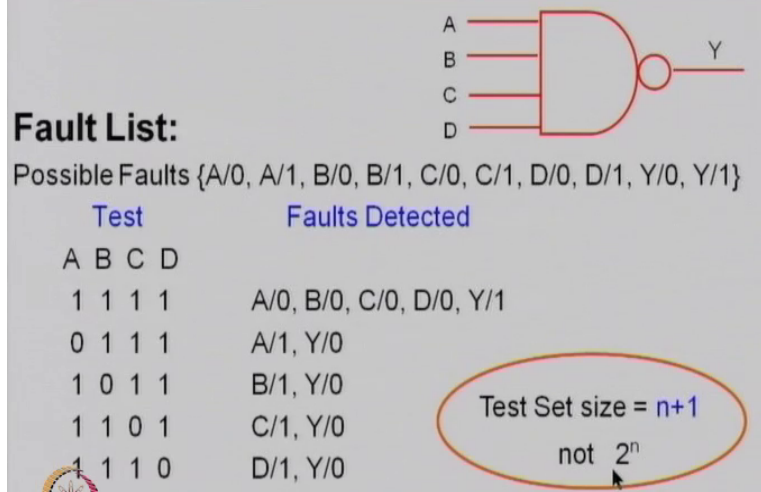 A
B
C
D
Y
Fault List:
Possible Faults {A/0, A/1, B/0, B/1, C/0, C/1, D/0, D/1, Y/0, Y/1}
Test Faults Detected
A B C D
1 1 1 1 A/0, B/0, C/0, D/0, Y/1
0 1 1 1 A/1, Y/0
1 0 1 1 B/1, Y/0
1 1 0 1 C/1, Y/0
1 1 1 0 D/1, Y/0
Test Set size = n+1
not 2ⁿ